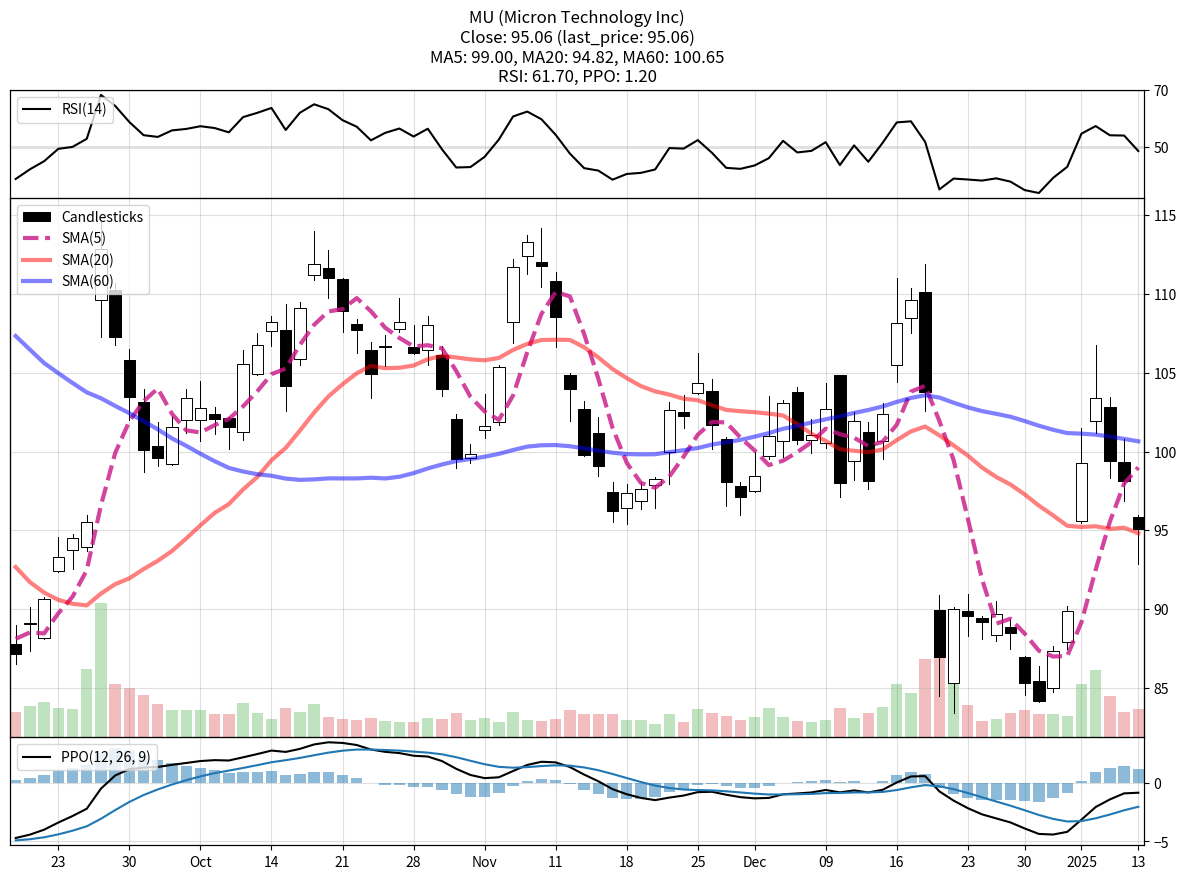 MU (Micron Technology Inc)
Close: 95.06 (last_price: 95.06)
MA5: 99.00, MA20: 94.82, MA60: 100.65
RSI: 61.70, PPO: 1.20
RSI(14)
70
50
Candlesticks
SMA(5)
SMA(20)
SMA(60)
115
110
105
100
95
90
85
PPO(12, 26, 9)
0
−5
23 30 Oct 14 21 28 Nov 11 18 25 Dec 09 16 23 30 2025 13